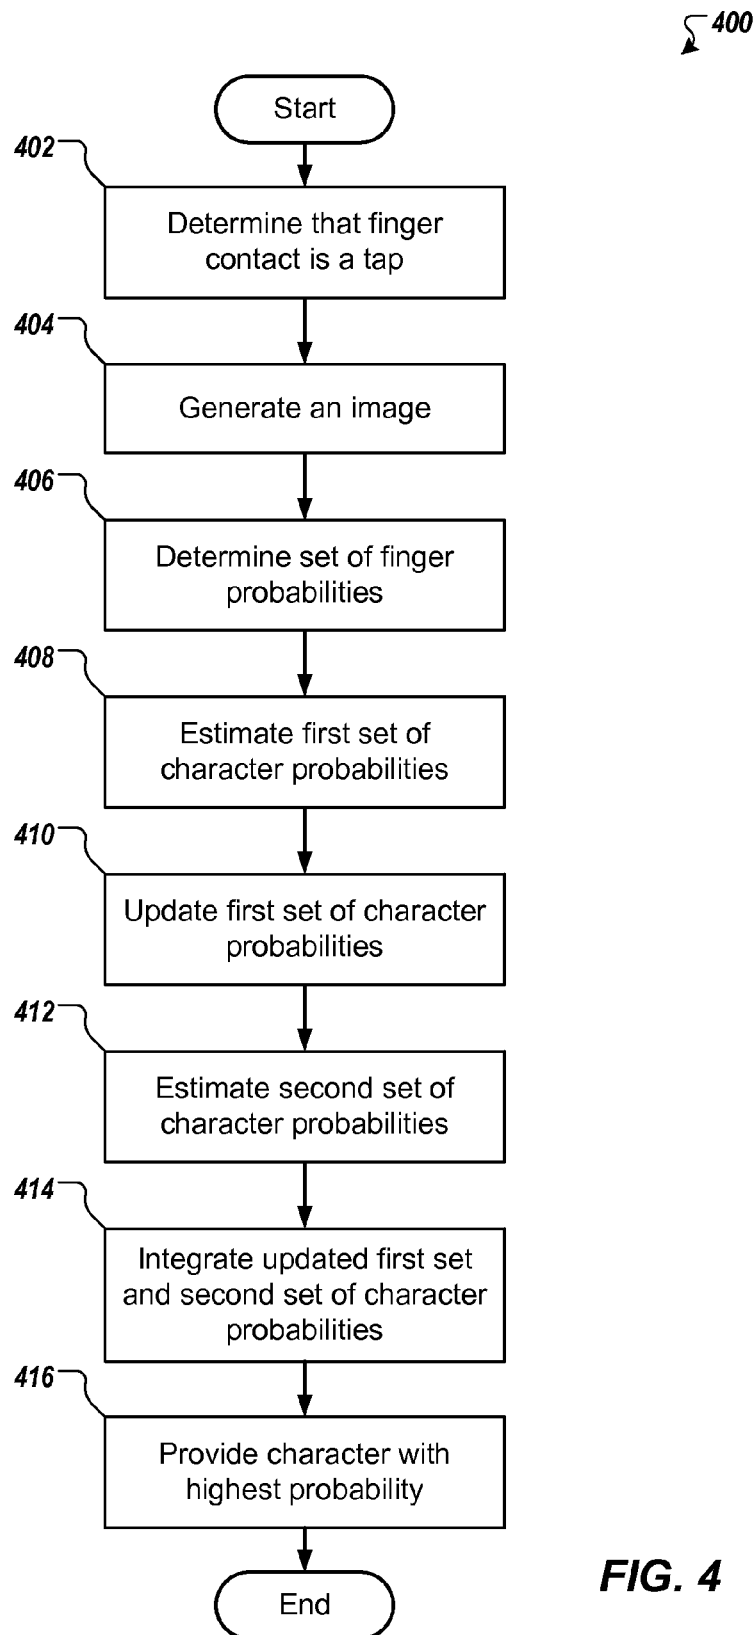 400
Start
402
Determine that finger
contact is a tap
404
Generate an image
406
Determine set of finger
probabilities
408
Estimate first set of
character probabilities
410
Update first set of character
probabilities
412
Estimate second set of
character probabilities
414
Integrate updated first set
and second set of character
probabilities
416
Provide character with
highest probability
End
FIG. 4